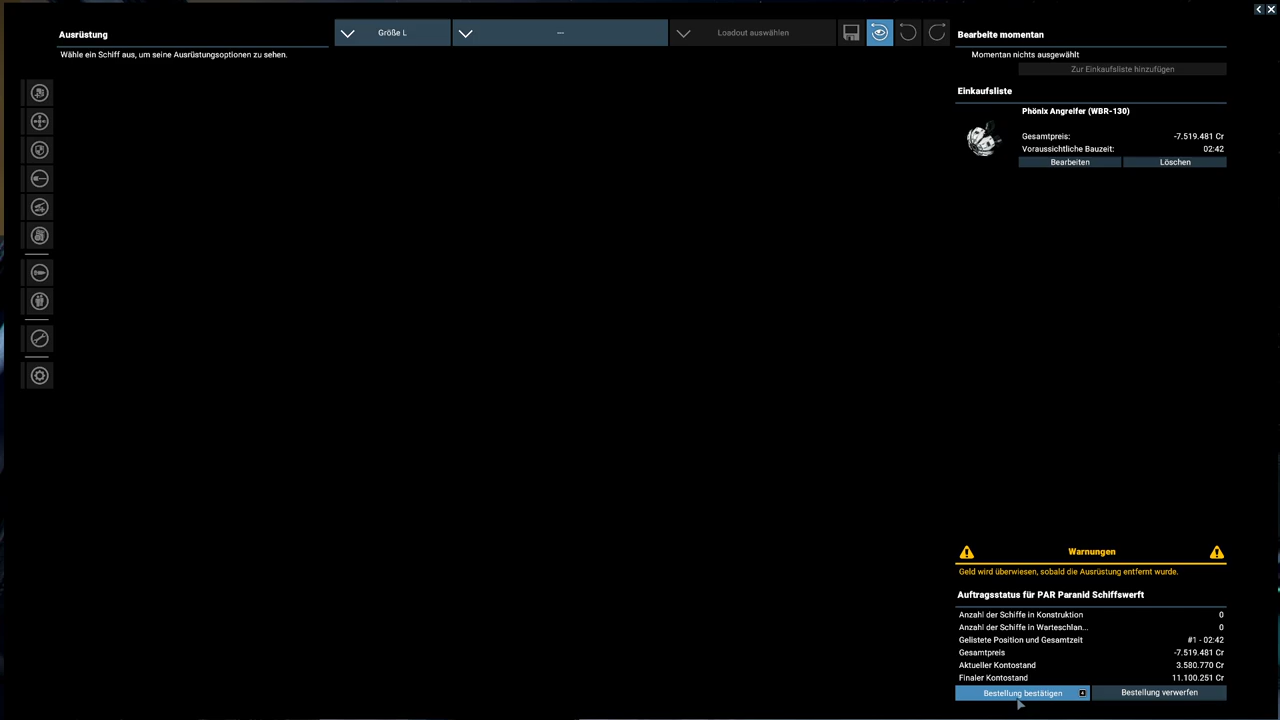 Ausrüstung
Wähle ein Schiff aus, um seine Ausrüstungsoptionen zu sehen.
Größe L
---
Loadout auswählen
Bearbeite momentan
Momentan nichts ausgewählt
Zur Einkaufsliste hinzufügen
Einkaufsliste
Phönix Angreifer (WBR-130)
Gesamtpreis: -7.519.481 Cr
Voraussichtliche Bauzeit: 02:42
Bearbeiten Löschen
Warnungen
Geld wird überwiesen, sobald die Ausrüstung entfernt wurde.
Auftragsstatus für PAR Paranid Schiffswerft
Anzahl der Schiffe in Konstruktion 0
Anzahl der Schiffe in Warteschlan... 0
Gelistete Position und Gesamtzeit #1 - 02:42
Gesamtpreis -7.519.481 Cr
Aktueller Kontostand 3.580.770 Cr
Finaler Kontostand 11.100.251 Cr
Bestellung bestätigen Bestellung verwerfen